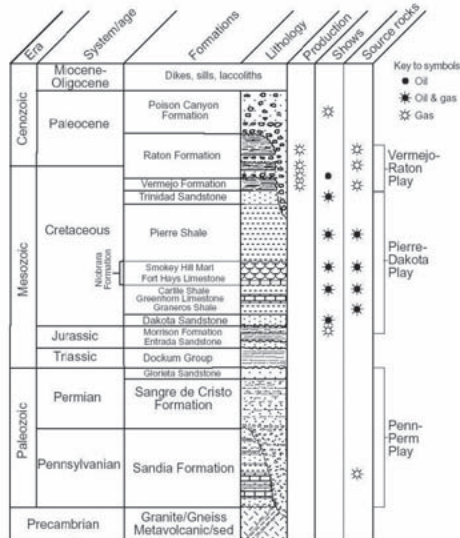 Era
System/age
Formations
Lithology
Production
Shows
Source rocks
Key to symbols
Oil
Oil & gas
Gas
Cenozoic
Miocene-
Oligocene
Dikes, sills, laccoliths
Paleocene
Poison Canyon
Formation
Raton Formation
Vermejo-
Raton
Play
Mesozoic
Cretaceous
Vermejo Formation
Trinidad Sandstone
Pierre Shale
Pierre-
Dakota
Play
Niobrara
Formation
Smokey Hill Marl
Fort Hays Limestone
Carlile Shale
Greenhorn Limestone
Graneros Shale
Dakota Sandstone
Jurassic
Morrison Formation
Entrada Sandstone
Triassic
Dockum Group
Paleozoic
Permian
Glorieta Sandstone
Sangre de Cristo
Formation
Penn-
Perm
Play
Pennsylvanian
Sandia Formation
Precambrian
Granite/Gneiss
Metavolcanic/sed